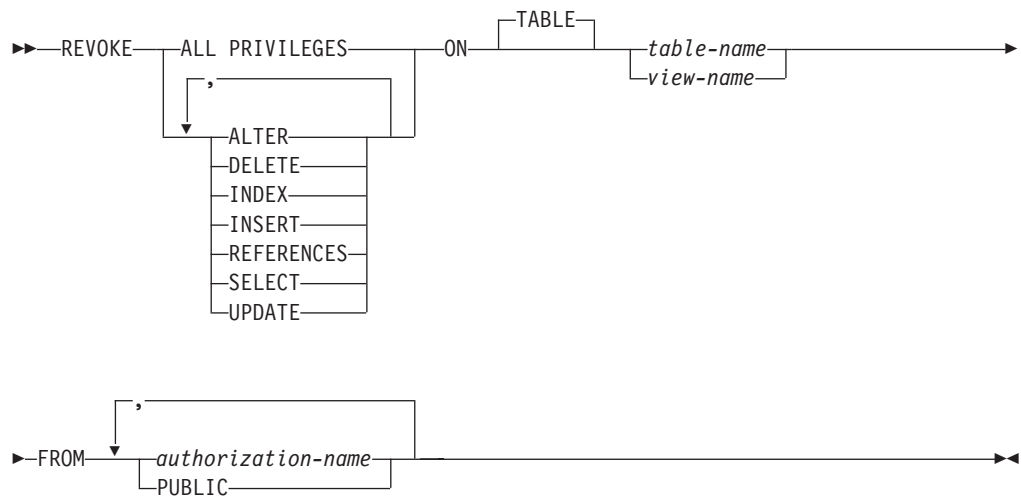 TABLE
REVOKE ALL PRIVILEGES ON table-name
view-name
,
ALTER
DELETE
INDEX
INSERT
REFERENCES
SELECT
UPDATE
,
FROM authorization-name
PUBLIC